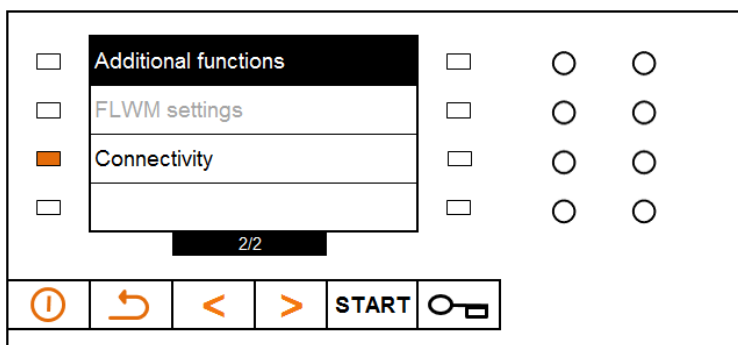 Additional functions
FLWM settings
Connectivity
2/2
< > START